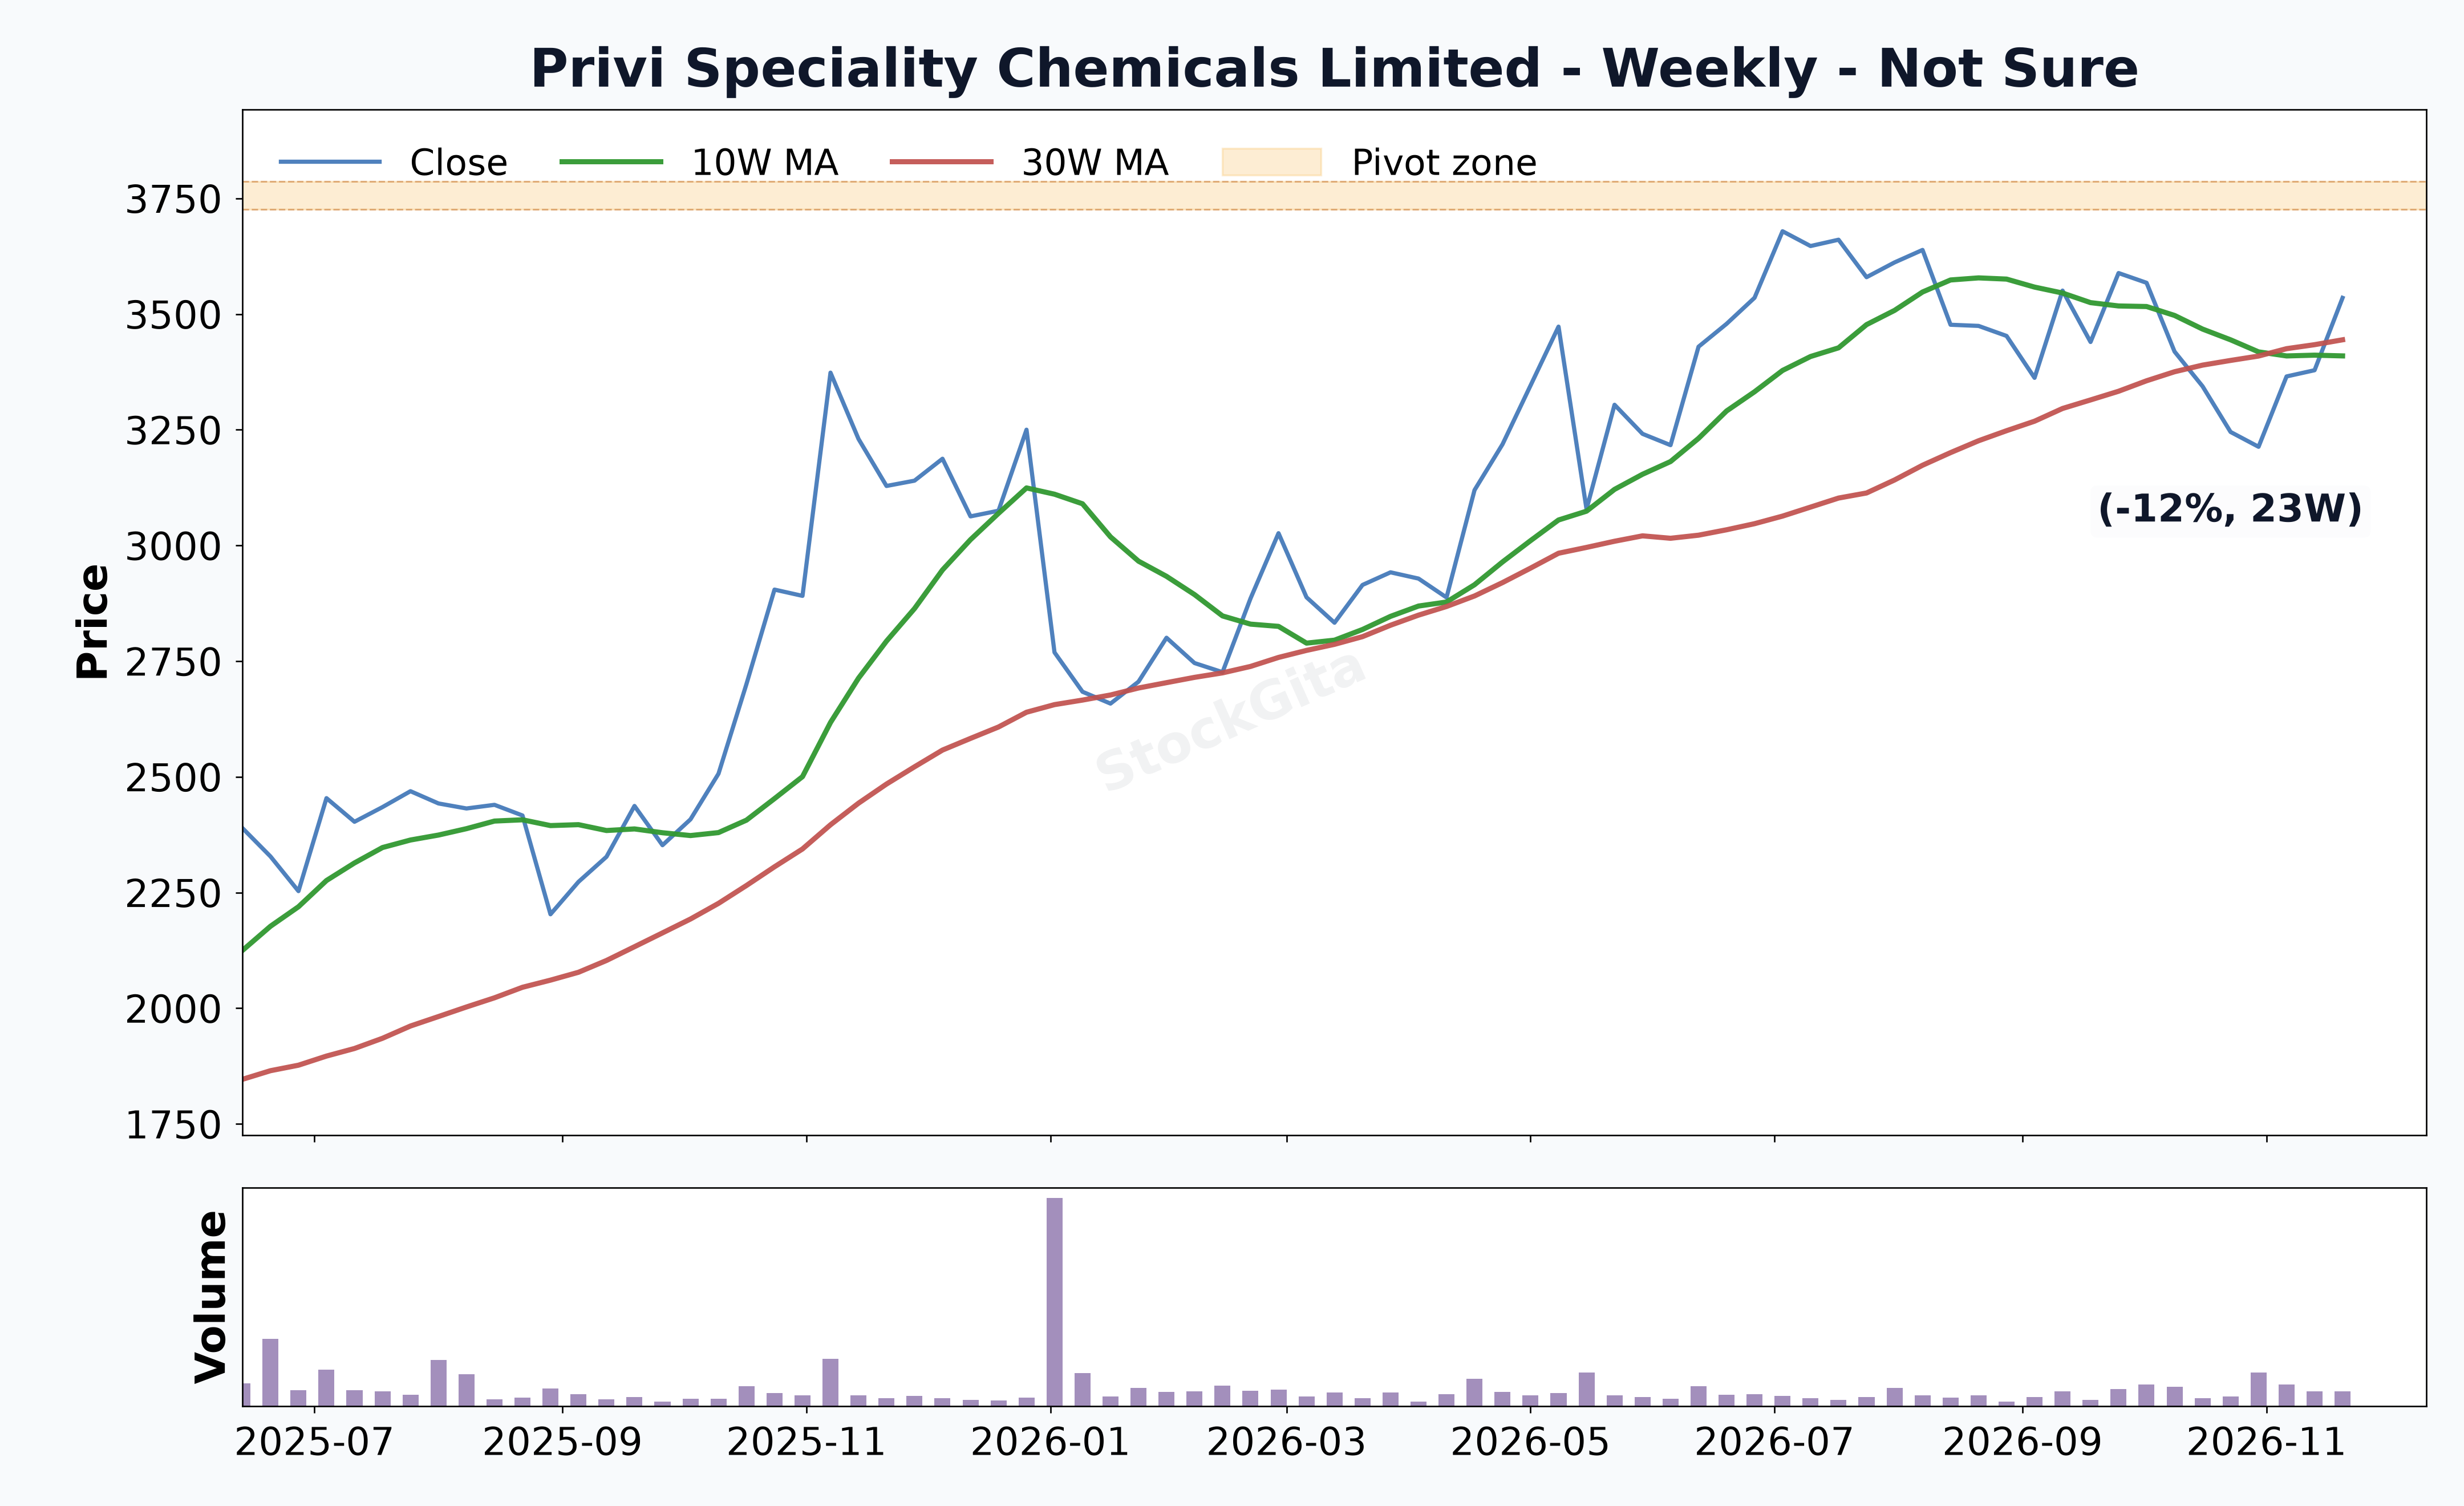 Privi Speciality Chemicals Limited - Weekly - Not Sure
Close 10W MA 30W MA Pivot zone
3750
3500
3250
3000
2750
2500
2250
2000
1750
Price
(-12%, 23W)
StockGita
Volume
2025-07 2025-09 2025-11 2026-01 2026-03 2026-05 2026-07 2026-09 2026-11